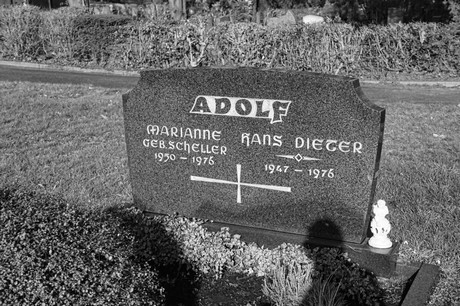 ADOLF
MARIANNE
GEB.SCHELLER
1950 - 1976
HANS DIETER
1947 - 1976